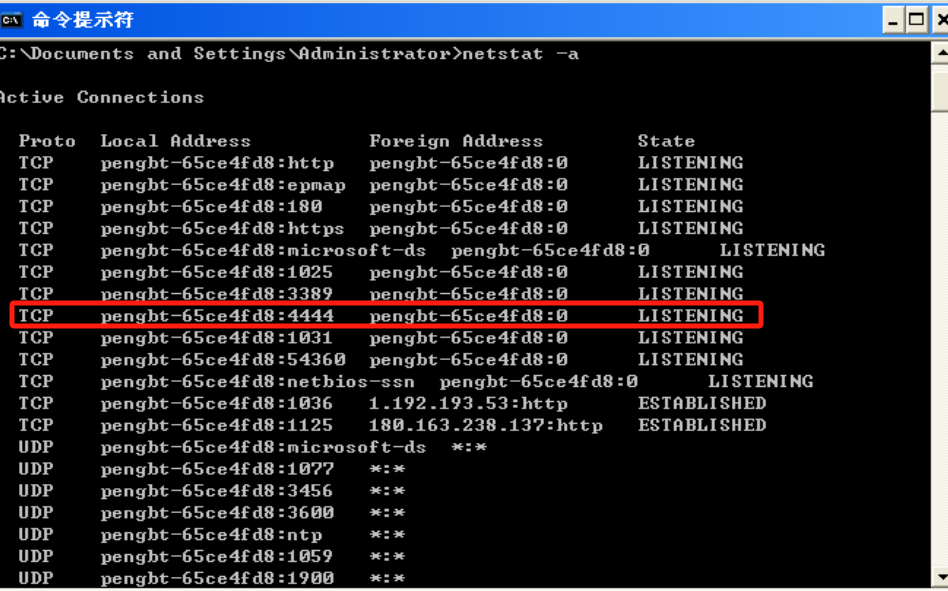 命令提示符
C:\Documents and Settings\Administrator>netstat -a
Active Connections
Proto Local Address Foreign Address State
TCP pengbt-65ce4fd8:http pengbt-65ce4fd8:0 LISTENING
TCP pengbt-65ce4fd8:epmap pengbt-65ce4fd8:0 LISTENING
TCP pengbt-65ce4fd8:180 pengbt-65ce4fd8:0 LISTENING
TCP pengbt-65ce4fd8:https pengbt-65ce4fd8:0 LISTENING
TCP pengbt-65ce4fd8:microsoft-ds pengbt-65ce4fd8:0 LISTENING
TCP pengbt-65ce4fd8:1025 pengbt-65ce4fd8:0 LISTENING
TCP pengbt-65ce4fd8:3389 pengbt-65ce4fd8:0 LISTENING
TCP pengbt-65ce4fd8:4444 pengbt-65ce4fd8:0 LISTENING
TCP pengbt-65ce4fd8:1031 pengbt-65ce4fd8:0 LISTENING
TCP pengbt-65ce4fd8:54360 pengbt-65ce4fd8:0 LISTENING
TCP pengbt-65ce4fd8:netbios-ssn pengbt-65ce4fd8:0 LISTENING
TCP pengbt-65ce4fd8:1036 1.192.193.53:http ESTABLISHED
TCP pengbt-65ce4fd8:1125 180.163.238.137:http ESTABLISHED
UDP pengbt-65ce4fd8:microsoft-ds *:*
UDP pengbt-65ce4fd8:1077 *:*
UDP pengbt-65ce4fd8:3456 *:*
UDP pengbt-65ce4fd8:3600 *:*
UDP pengbt-65ce4fd8:ntp *:*
UDP pengbt-65ce4fd8:1059 *:*
UDP pengbt-65ce4fd8:1900 *:*